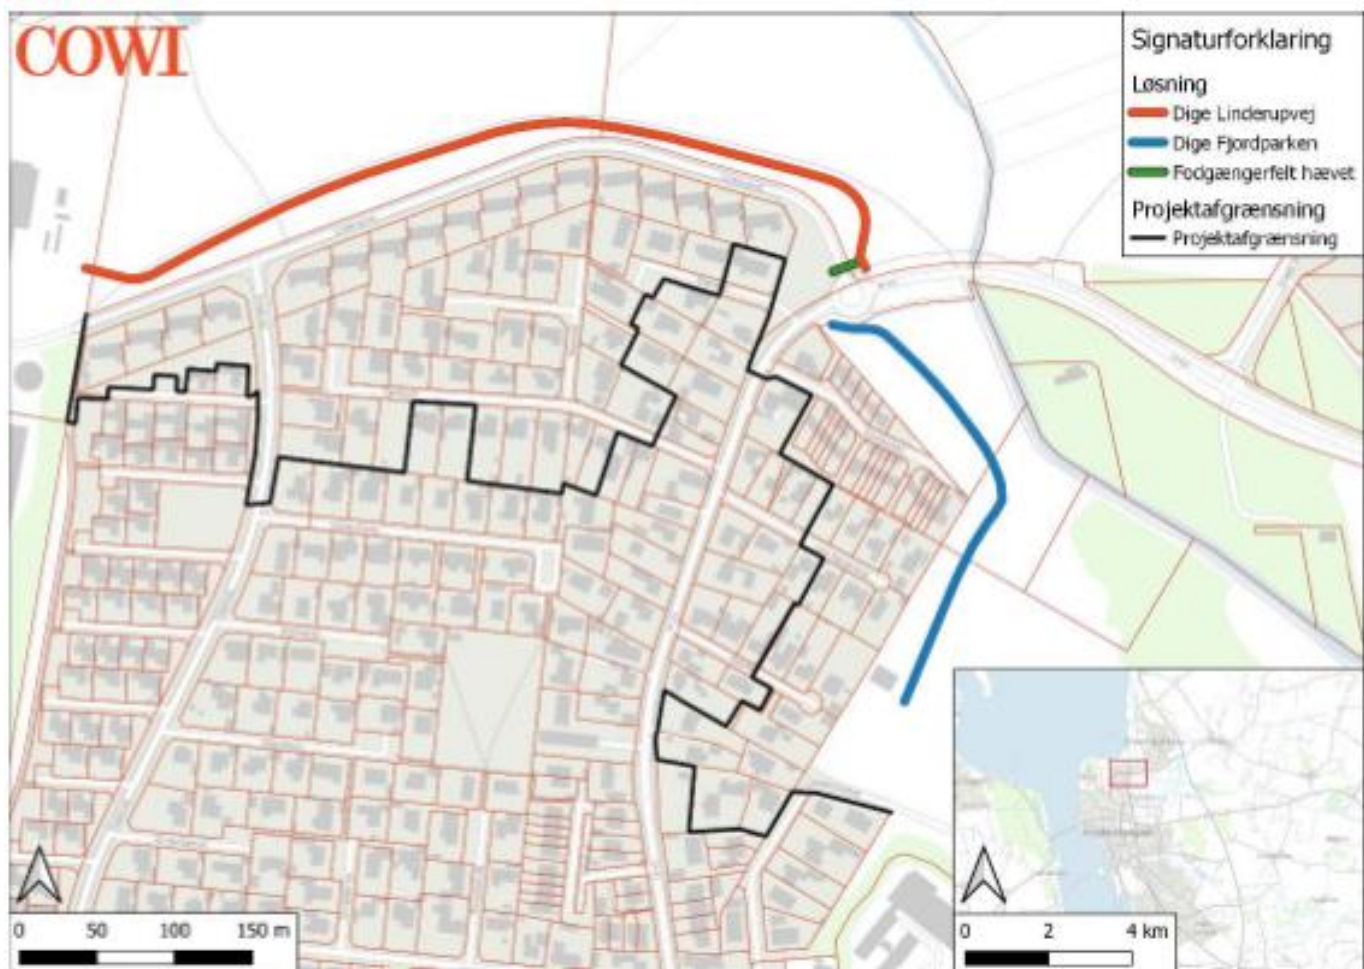 COWI
Signaturforklaring
Løsning
Dige Linderupvej
Dige Fjordparken
Fodgængerfelt hævet
Projektafgrænsning
Projektafgrænsning
0 50 100 150 m
0 2 4 km